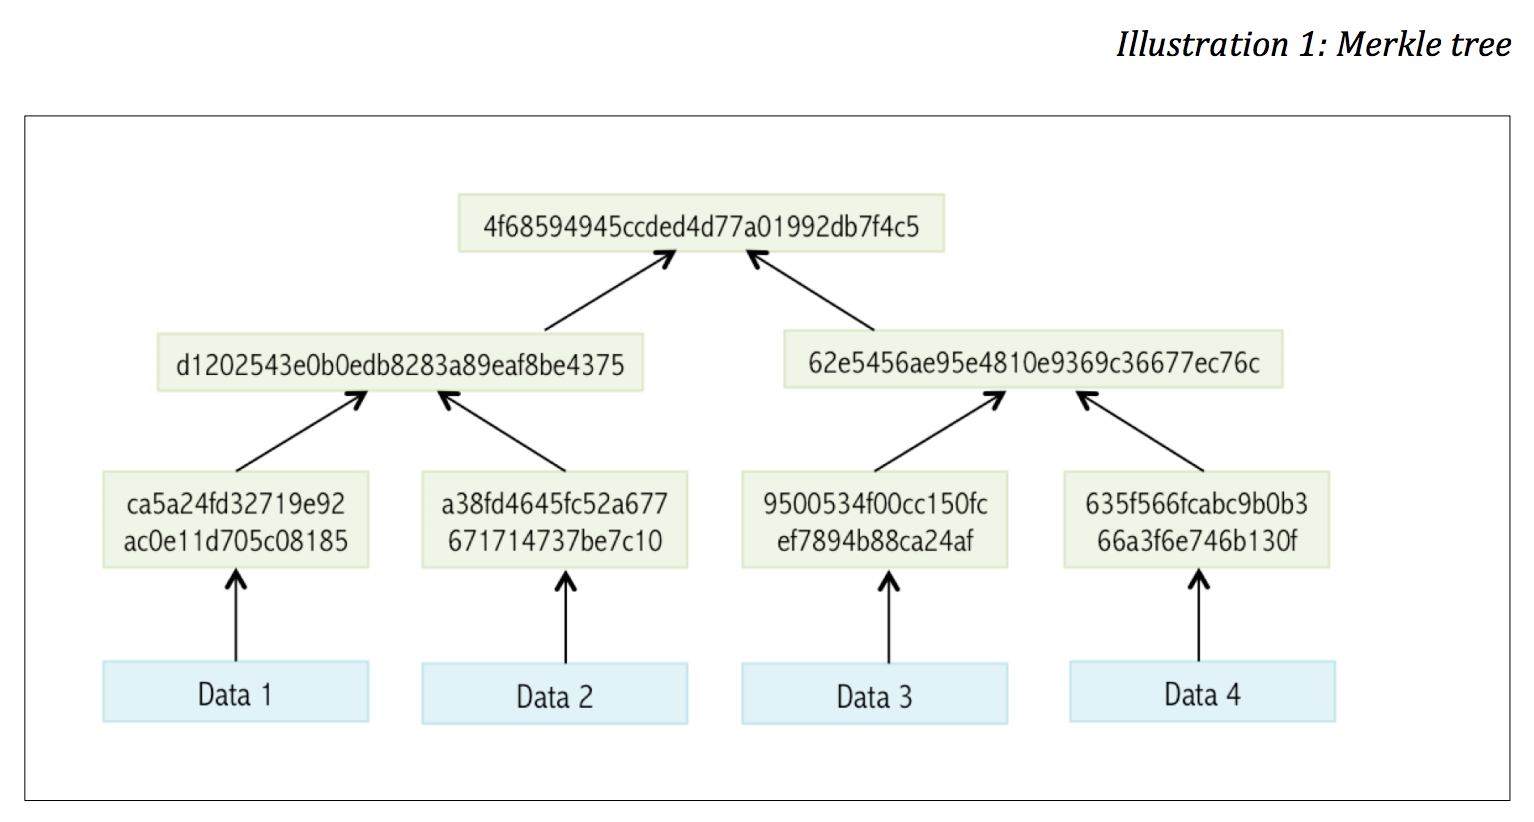 Illustration 1: Merkle tree
4f68594945ccded4d77a01992db7f4c5
d1202543e0b0edb8283a89eaf8be4375
62e5456ae95e4810e9369c36677ec76c
ca5a24fd32719e92
ac0e11d705c08185
a38fd4645fc52a677
671714737be7c10
9500534f00cc150fc
ef7894b88ca24af
635f566fcabc9b0b3
66a3f6e746b130f
Data 1
Data 2
Data 3
Data 4